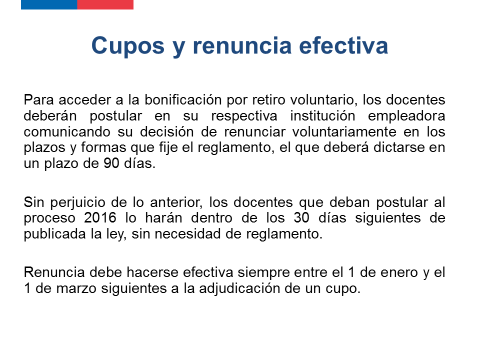 Cupos y renuncia efectiva
Para acceder a la bonificación por retiro voluntario, los docentes
deberán postular en su respectiva institución empleadora
comunicando su decisión de renunciar voluntariamente en los
plazos y formas que fije el reglamento, el que deberá dictarse en
un plazo de 90 días.
Sin perjuicio de lo anterior, los docentes que deban postular al
proceso 2016 lo harán dentro de los 30 días siguientes de
publicada la ley, sin necesidad de reglamento.
Renuncia debe hacerse efectiva siempre entre el 1 de enero y el
1 de marzo siguientes a la adjudicación de un cupo.